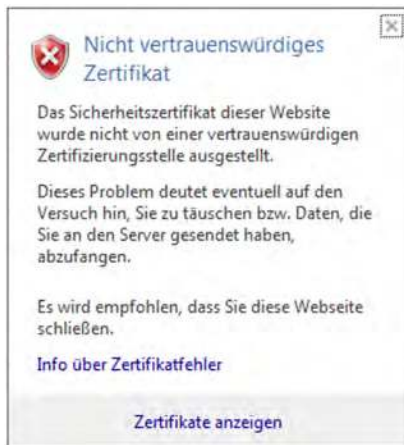 Nicht vertrauenswürdiges
Zertifikat
Das Sicherheitszertifikat dieser Website
wurde nicht von einer vertrauenswürdigen
Zertifizierungsstelle ausgestellt.
Dieses Problem deutet eventuell auf den
Versuch hin, Sie zu täuschen bzw. Daten, die
Sie an den Server gesendet haben,
abzufangen.
Es wird empfohlen, dass Sie diese Webseite
schließen.
Info über Zertifikatfehler
Zertifikate anzeigen